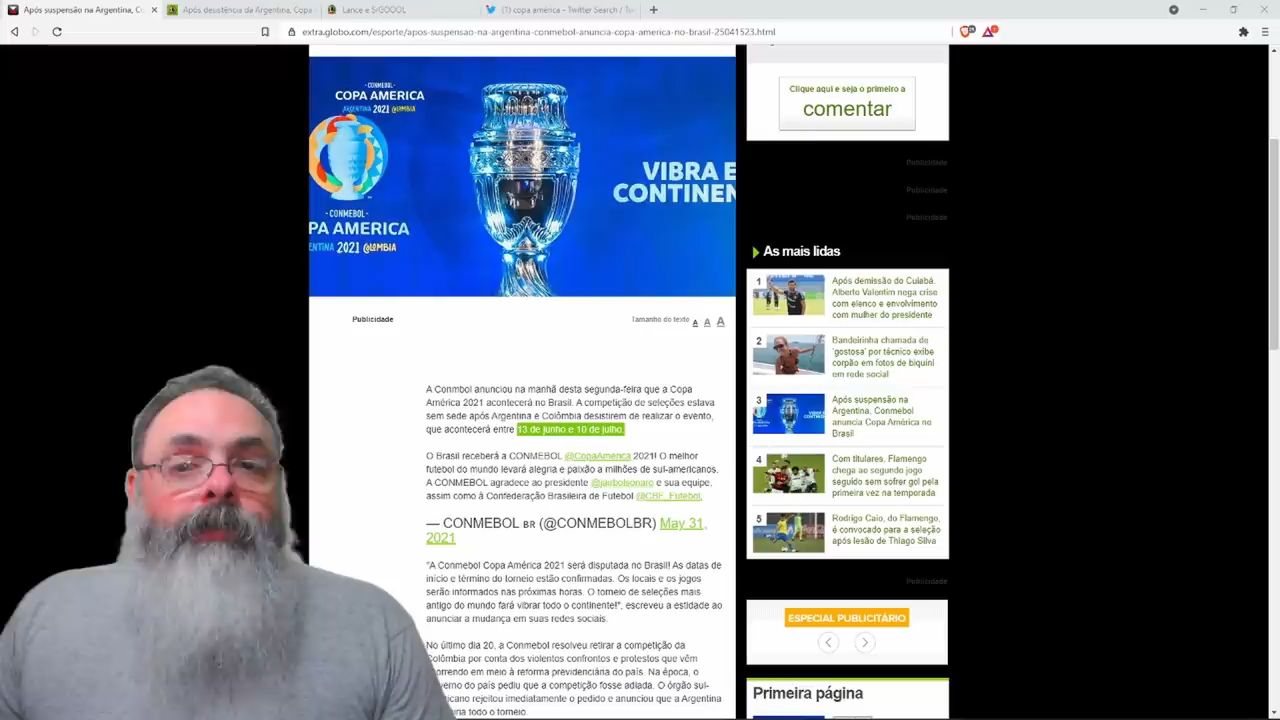 Após suspensão na Argentina, Co
Após desistência da Argentina, Copa
Lance e SrGOOOL
(1) copa américa - Twitter Search / Tw
extra.globo.com/esporte/apos-suspensao-na-argentina-conmebol-anuncia-copa-america-no-brasil-25041523.html
CONMEBOL
COPA AMERICA
ARGENTINA 2021 COLOMBIA
VIBRA E
CONTINEN
CONMEBOL
PA AMERICA
ENTINA 2021 COLOMBIA
Publicidade
Tamanho do texto A A A
A Conmbol anunciou na manhã desta segunda-feira que a Copa
América 2021 acontecerá no Brasil. A competição de seleções estava
sem sede após Argentina e Colômbia desistirem de realizar o evento,
que acontecerá entre 13 de junho e 10 de julho.
O Brasil receberá a CONMEBOL @CopaAmerica 2021! O melhor
futebol do mundo levará alegria e paixão a milhões de sul-americanos.
A CONMEBOL agradece ao presidente @jairbolsonaro e sua equipe,
assim como à Confederação Brasileira de Futebol @CBF_Futebol.
— CONMEBOL BR (@CONMEBOLBR) May 31,
2021
"A Conmebol Copa América 2021 será disputada no Brasil! As datas de
início e término do torneio estão confirmadas. Os locais e os jogos
serão informados nas próximas horas. O torneio de seleções mais
antigo do mundo fará vibrar todo o continente!", escreveu a estidade ao
anunciar a mudança em suas redes sociais.
No último dia 20, a Conmebol resolveu retirar a competição da
Colômbia por conta dos violentos confrontos e protestos que vêm
orrendo em meio à reforma previdenciária do país. Na época, o
verno do país pediu que a competição fosse adiada. O órgão sul-
ricano rejeitou imediatamente o pedido e anunciou que a Argentina
ria todo o torneio.
Clique aqui e seja o primeiro a
comentar
Publicidade
Publicidade
Publicidade
As mais lidas
1
Após demissão do Cuiabá,
Alberto Valentim nega crise
com elenco e envolvimento
com mulher do presidente
2
Bandeirinha chamada de
'gostosa' por técnico exibe
corpão em fotos de biquíni
em rede social
3
Após suspensão na
Argentina, Conmebol
anuncia Copa América no
Brasil
4
Com titulares, Flamengo
chega ao segundo jogo
seguido sem sofrer gol pela
primeira vez na temporada
5
Rodrigo Caio, do Flamengo,
é convocado para a seleção
após lesão de Thiago Silva
Publicidade
ESPECIAL PUBLICITÁRIO
Primeira página